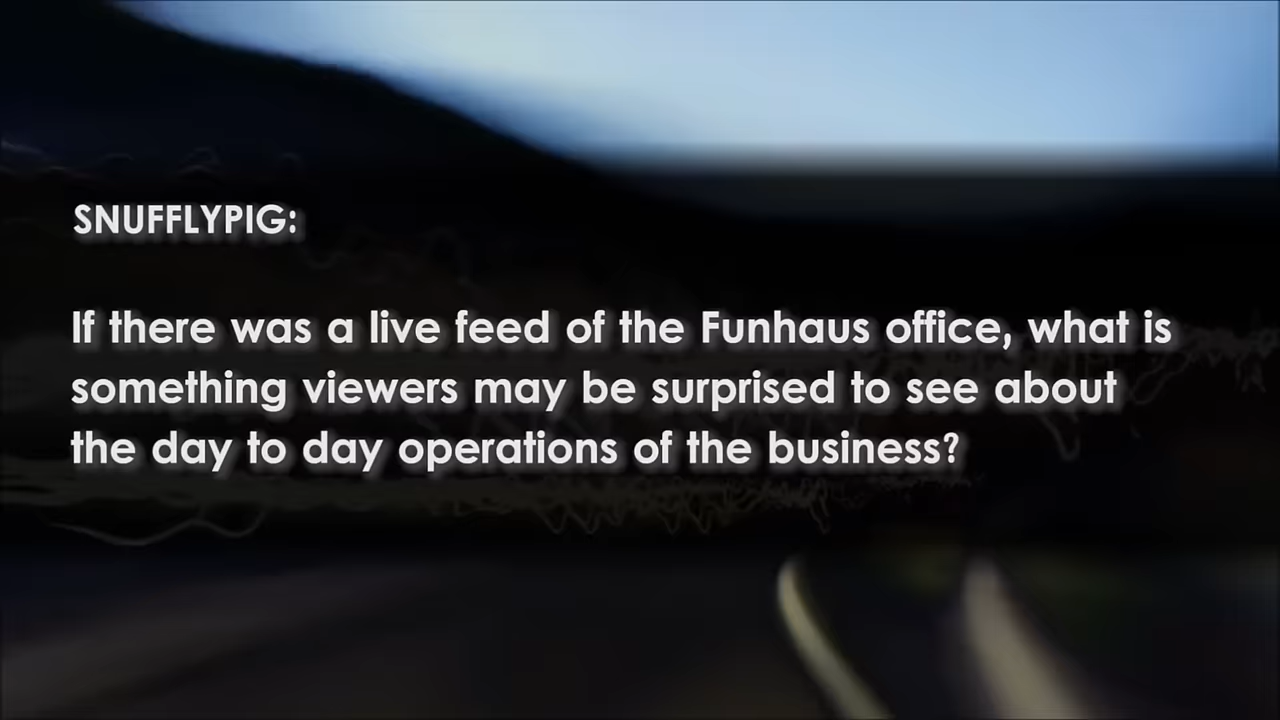 SNUFFLYPIG:
If there was a live feed of the Funhaus office, what is
something viewers may be surprised to see about
the day to day operations of the business?